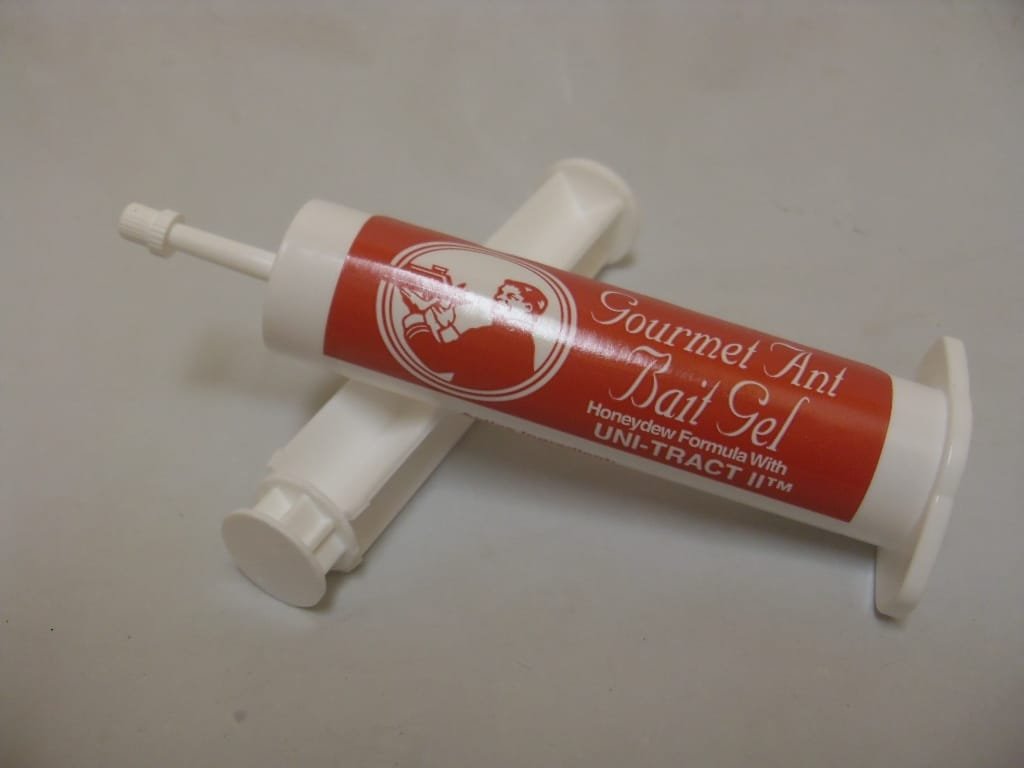 Gourmet Ant
Bait Gel
Honeydew Formula With
UNI-TRACT II™